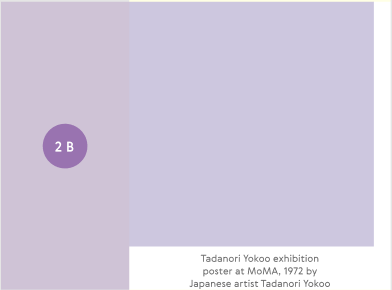 2 B
Tadanori Yokoo exhibition
poster at MoMA, 1972 by
Japanese artist Tadanori Yokoo